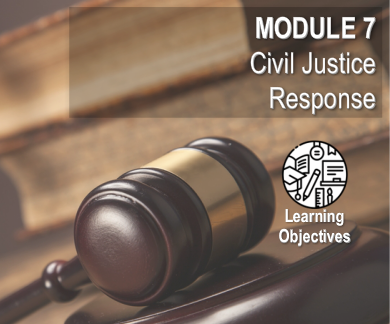 MODULE 7
Civil Justice
Response
Learning
Objectives